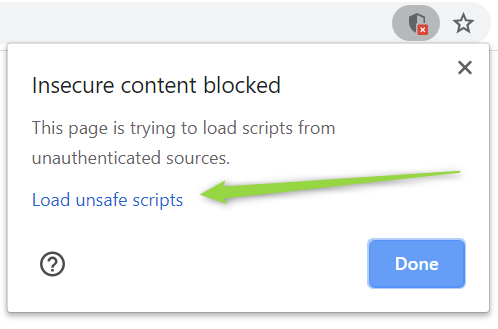 Insecure content blocked
This page is trying to load scripts from
unauthenticated sources.
Load unsafe scripts
Done